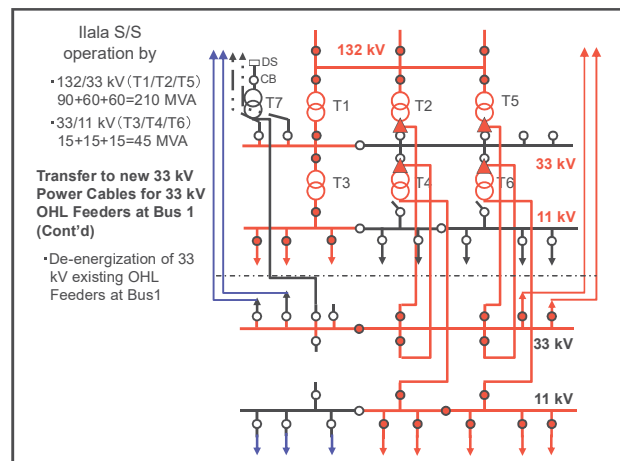 Ilala S/S
operation by
・132/33 kV(T1/T2/T5)
90+60+60=210 MVA
・33/11 kV(T3/T4/T6)
15+15+15=45 MVA
Transfer to new 33 kV
Power Cables for 33 kV
OHL Feeders at Bus 1
(Cont'd)
・De-energization of 33
kV existing OHL
Feeders at Bus1
DS
CB
T7
132 kV
T1
T2
T5
33 kV
T3
T4
T6
11 kV
33 kV
11 kV